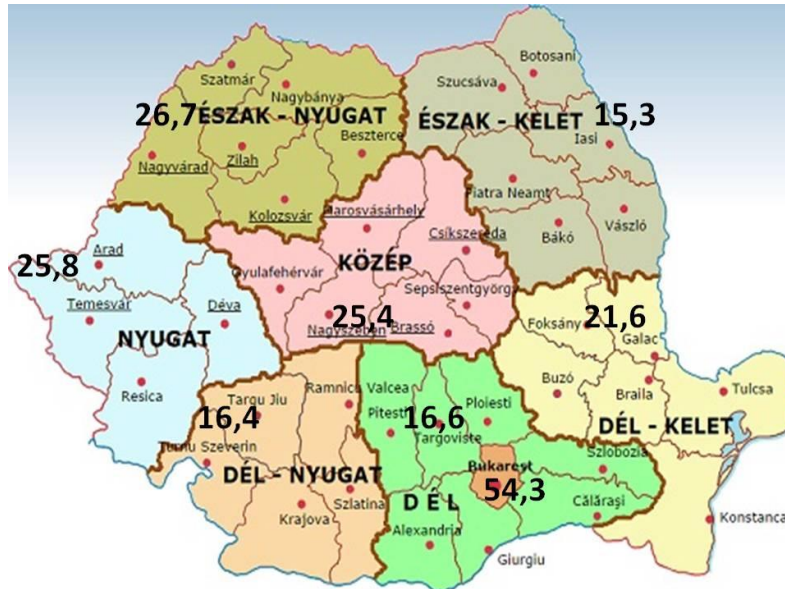 Botosani
Szatmár
Szucsáva
Nagybánya
26,7
ÉSZAK - NYUGAT
ÉSZAK - KELET
15,3
Beszterce
Iasi
Nagyvárad
Zilah
Piatra Neamt
Kolozsvár
Marosvásárhely
Vászló
Arad
Csíkszereda
Bákó
25,8
KÖZÉP
Gyulafehérvár
Sepsiszentgyörgy
Temesvár
Déva
25,4
21,6
Foksány
NYUGAT
Nagyszeben
Brassó
Galac
Resica
Targu Jiu
Ramnicu Valcea
Buzó
Braila
Tulcsa
16,4
Pitesti
16,6
Ploiesti
DÉL - KELET
Targoviste
Turnu Szeverin
Bukarest
Szlobozia
DÉL - NYUGAT
54,3
Szlatina
DÉL
Krajova
Călărași
Konstanca
Alexandria
Giurgiu